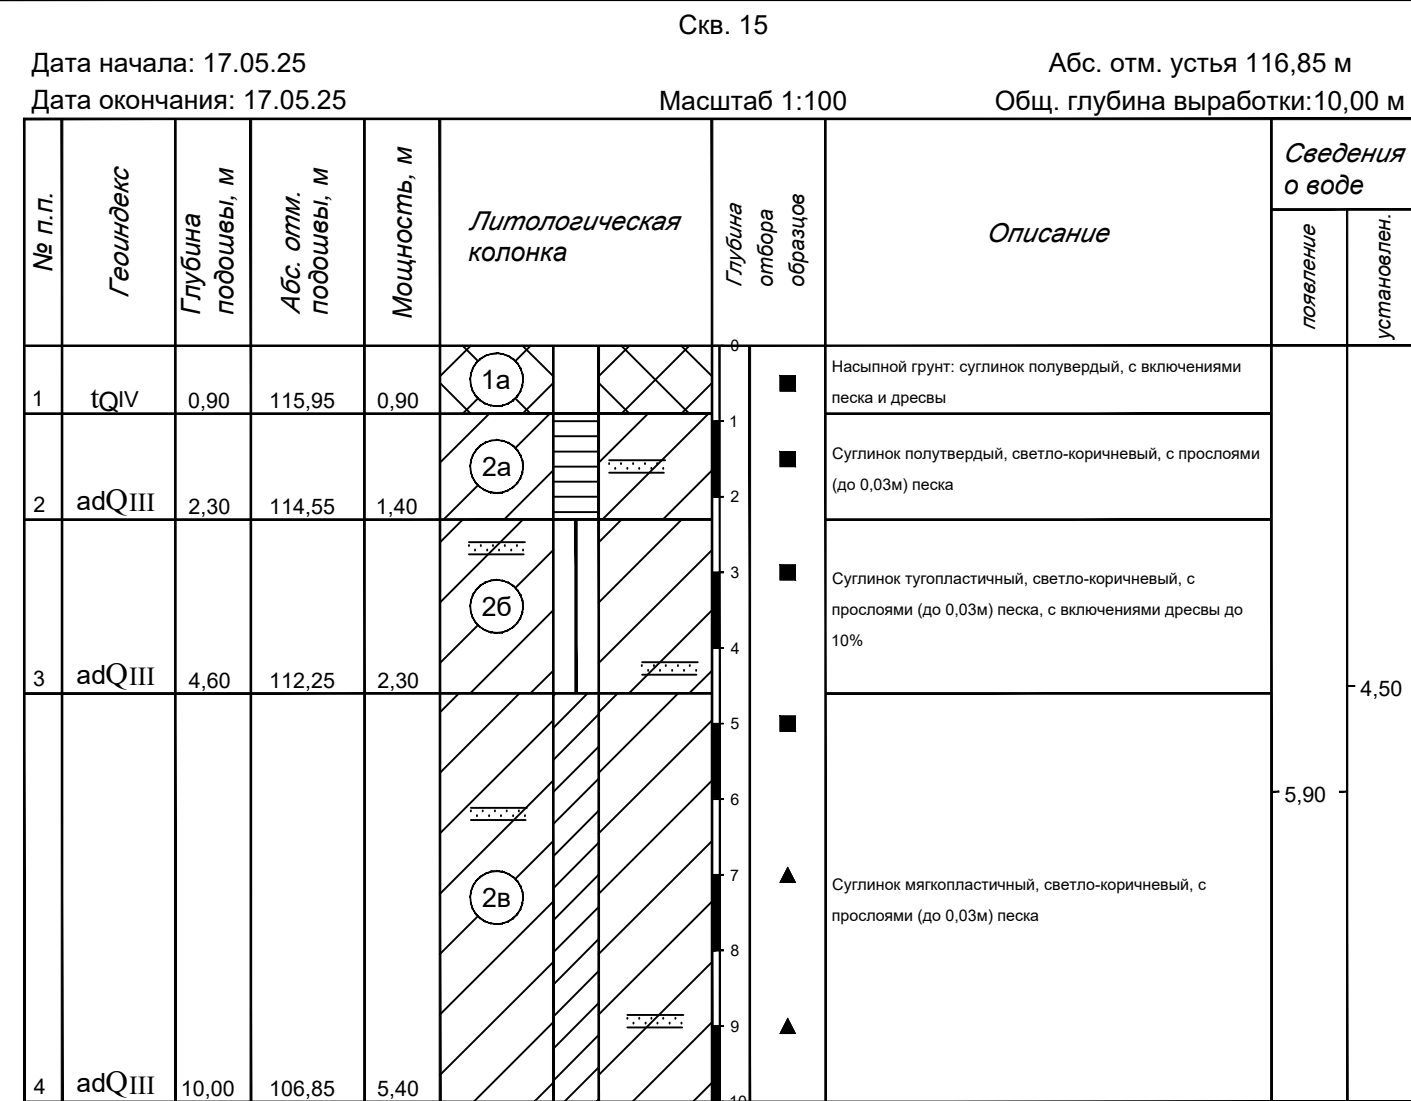 Скв. 15
Дата начала: 17.05.25
Абс. отм. устья 116,85 м
Дата окончания: 17.05.25
Масштаб 1:100
Общ. глубина выработки:10,00 м
№ п.п.
Геоиндекс
Глубина
подошвы, м
Абс. отм.
подошвы, м
Мощность, м
Литологическая
колонка
Глубина
отбора
образцов
Описание
Сведения
о воде
появление
установлен.
0
1 tQIV 0,90 115,95 0,90
1а
Насыпной грунт: суглинок полувердый, с включениями
песка и дресвы
1
2 adQIII 2,30 114,55 1,40
2а
Суглинок полутвердый, светло-коричневый, с прослоями
(до 0,03м) песка
2
3 adQIII 4,60 112,25 2,30
2б
3
Суглинок тугопластичный, светло-коричневый, с
прослоями (до 0,03м) песка, с включениями дресвы до
10%
4
4,50
5
6
5,90
4 adQIII 10,00 106,85 5,40
2в
7
Суглинок мягкопластичный, светло-коричневый, с
прослоями (до 0,03м) песка
8
9
10